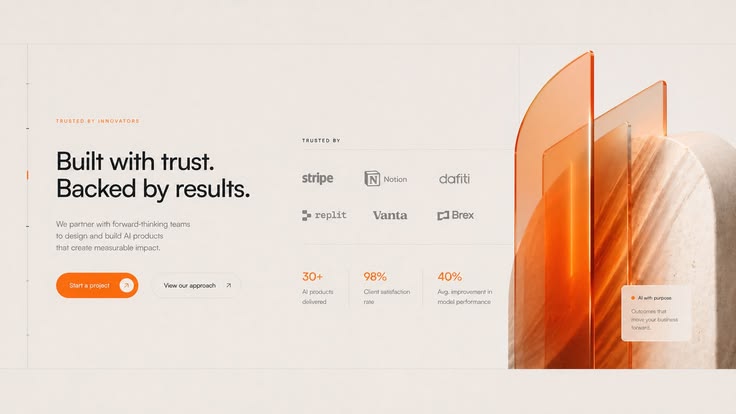 TRUSTED BY INNOVATORS
Built with trust.
Backed by results.
We partner with forward-thinking teams
to design and build AI products
that create measurable impact.
Start a project
View our approach
TRUSTED BY
stripe
Notion
dafiti
replit
Vanta
Brex
30+
AI products
delivered
98%
Client satisfaction
rate
40%
Avg. improvement in
model performance
AI with purpose
Outcomes that
move your business
forward.